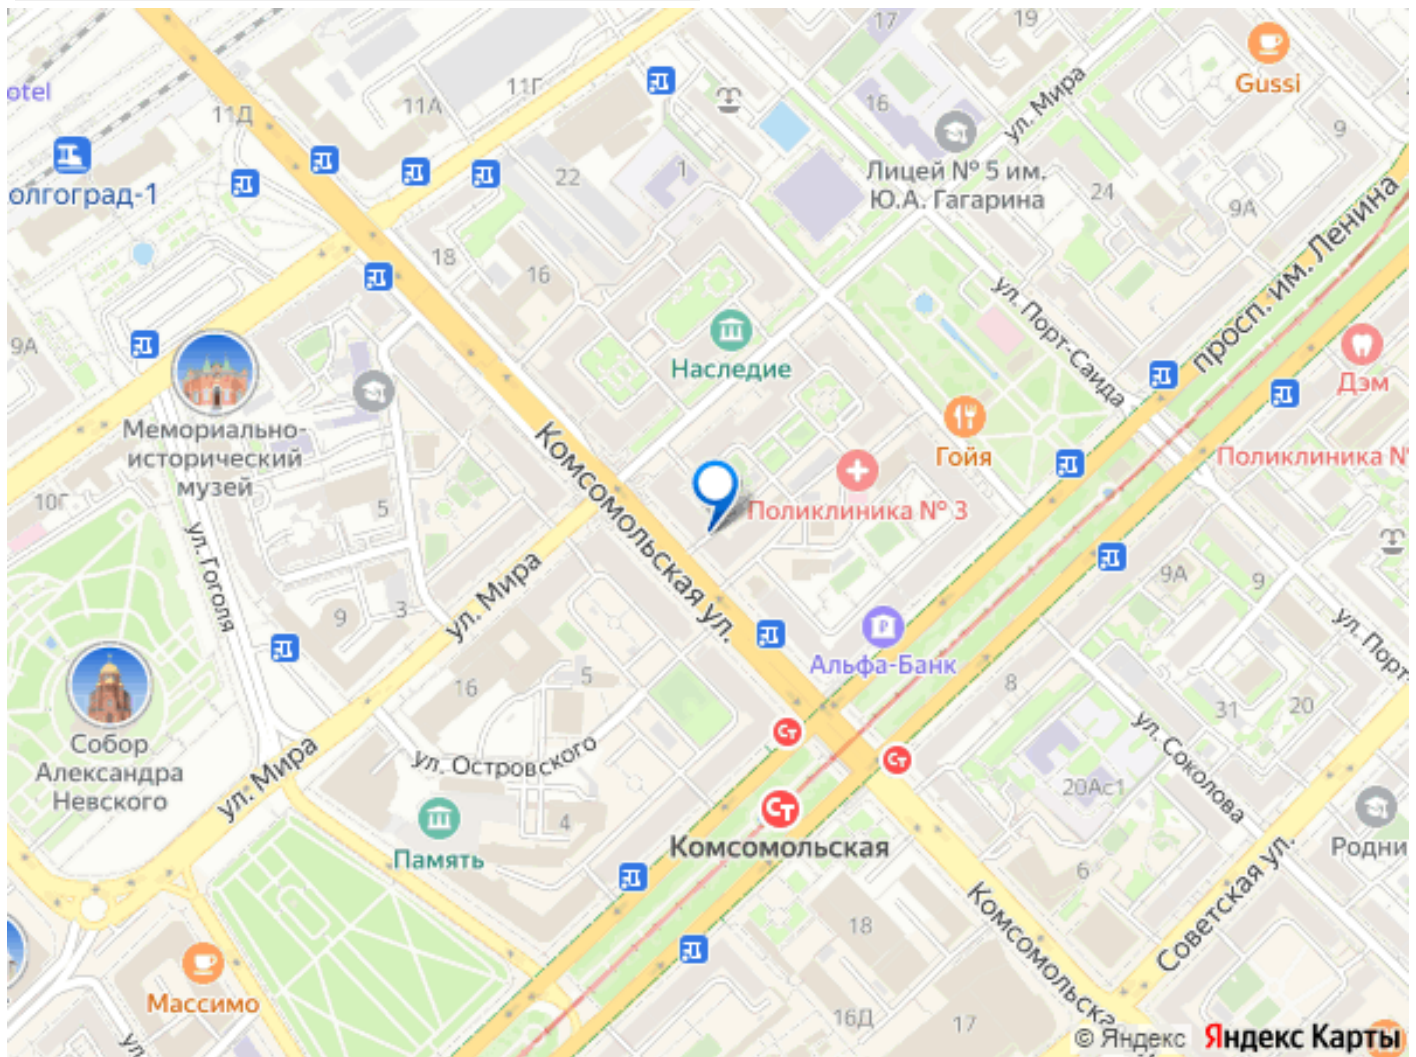 17
19
Gussi
otel
11Г
11А
11Д
16
ул. Мира
9
Лицей № 5 им.
Ю.А. Гагарина
олгоград-1
22
1
24
9А
18
16
просп. им. Ленина
ул. Порт-Саида
9А
Наследие
Дэм
Мемориально-
исторический
музей
Комсомольская ул.
Гойя
Поликлиника №
10Г
5
Поликлиника № 3
ул. Гоголя
ул. Мира
9А
9
9
3
ул. Порт
Альфа-Банк
16
5
8
31
20
Собор
Александра
Невского
ул. Островского
ул. Мира
ул. Соколова
20Ас1
4
Память
Комсомольская
Родни
6
Советская ул.
18
Комсомольска
Массимо
16Д
17
ул.
© Яндекс Яндекс Карты